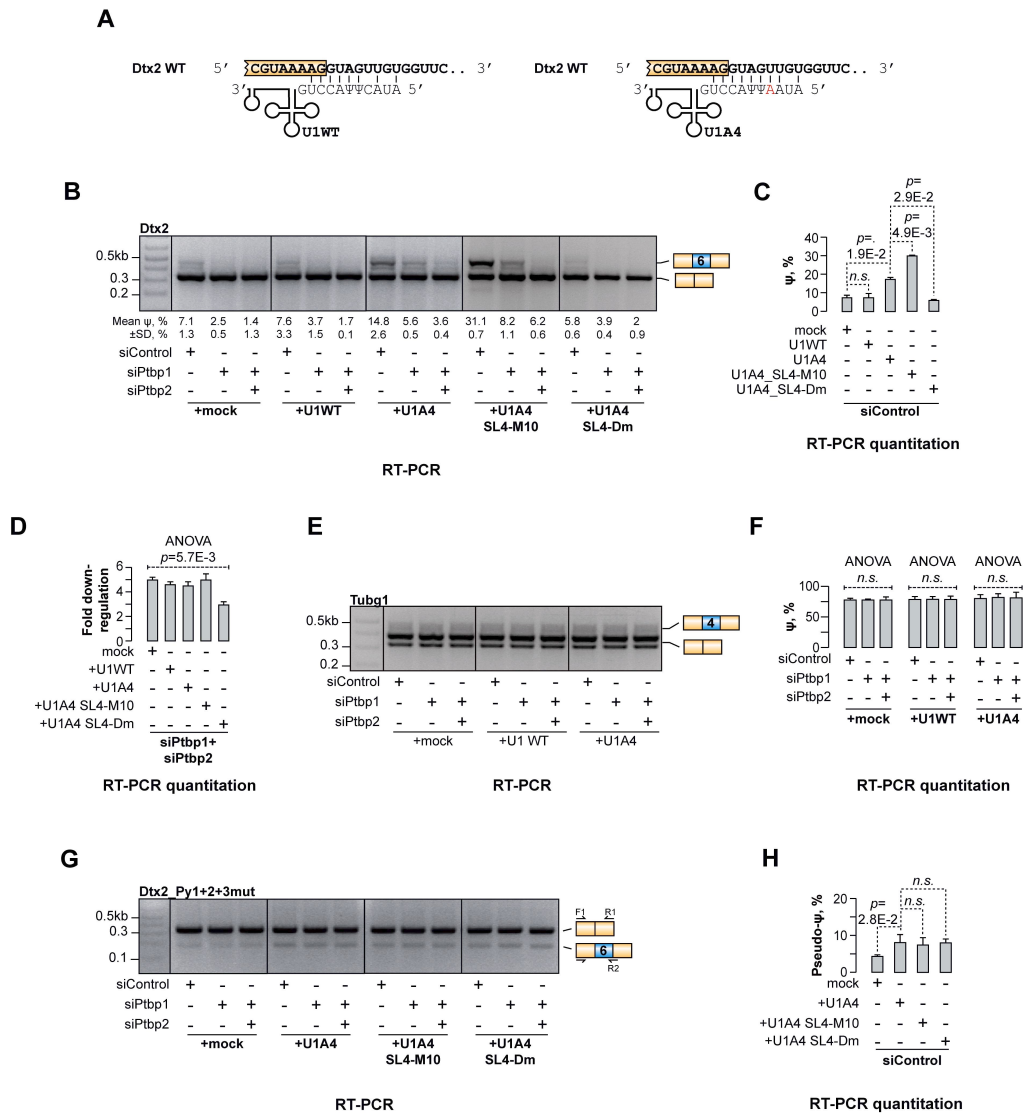 A
Dtx2 WT 5′ CGUAAAAGGUAGUUGUGGUUC.. 3′
3′ GUCCAΨΨCAUA 5′
U1WT
Dtx2 WT 5′ CGUAAAAGGUAGUUGUGGUUC.. 3′
3′ GUCCAΨΨAAUA 5′
U1A4
B
Dtx2
0.5kb
0.3
0.2
6
Mean ψ, % 7.1 2.5 1.4 7.6 3.7 1.7 14.8 5.6 3.6 31.1 8.2 6.2 5.8 3.9 2
±SD, % 1.3 0.5 1.3 3.3 1.5 0.1 2.6 0.5 0.4 0.7 1.1 0.6 0.6 0.4 0.9
siControl + - - + - - + - - + - - + - -
siPtbp1 - + + - + + - + + - + + - + +
siPtbp2 - - + - - + - - + - - + - - +
+mock +U1WT +U1A4 +U1A4 +U1A4
SL4-M10 SL4-Dm
RT-PCR
C
p=
2.9E-2
p=
4.9E-3
p=.
1.9E-2
n.s.
ψ, %
40
30
20
10
0
mock + - - - -
U1WT - + - - -
U1A4 - - + - -
U1A4_SL4-M10 - - - + -
U1A4_SL4-Dm - - - - +
siControl
RT-PCR quantitation
D
ANOVA
p=5.7E-3
Fold down-
regulation
6
4
2
0
mock + - - - -
+U1WT - + - - -
+U1A4 - - + - -
+U1A4 SL4-M10 - - - + -
+U1A4 SL4-Dm - - - - +
siPtbp1+
siPtbp2
RT-PCR quantitation
E
Tubg1
0.5kb
0.3
0.2
4
siControl + - - + - - + - -
siPtbp1 - + + - + + - + +
siPtbp2 - - + - - + - - +
+mock +U1 WT +U1A4
RT-PCR
F
ANOVA ANOVA ANOVA
n.s. n.s. n.s.
ψ, %
100
50
0
siControl + - - + - - + - -
siPtbp1 - + + - + + - + +
siPtbp2 - - + - - + - - +
+mock +U1WT +U1A4
RT-PCR quantitation
G
Dtx2_Py1+2+3mut
0.5kb
0.3
0.1
F1 R1
6
R2
siControl + - - + - - + - - + - -
siPtbp1 - + + - + + - + + - + +
siPtbp2 - - + - - + - - + - - +
+mock +U1A4 +U1A4 +U1A4
SL4-M10 SL4-Dm
RT-PCR
H
n.s.
p=
2.8E-2
n.s.
Pseudo-ψ, %
20
10
0
mock + - - -
+U1A4 - + - -
+U1A4 SL4-M10 - - + -
+U1A4 SL4-Dm - - - +
siControl
RT-PCR quantitation